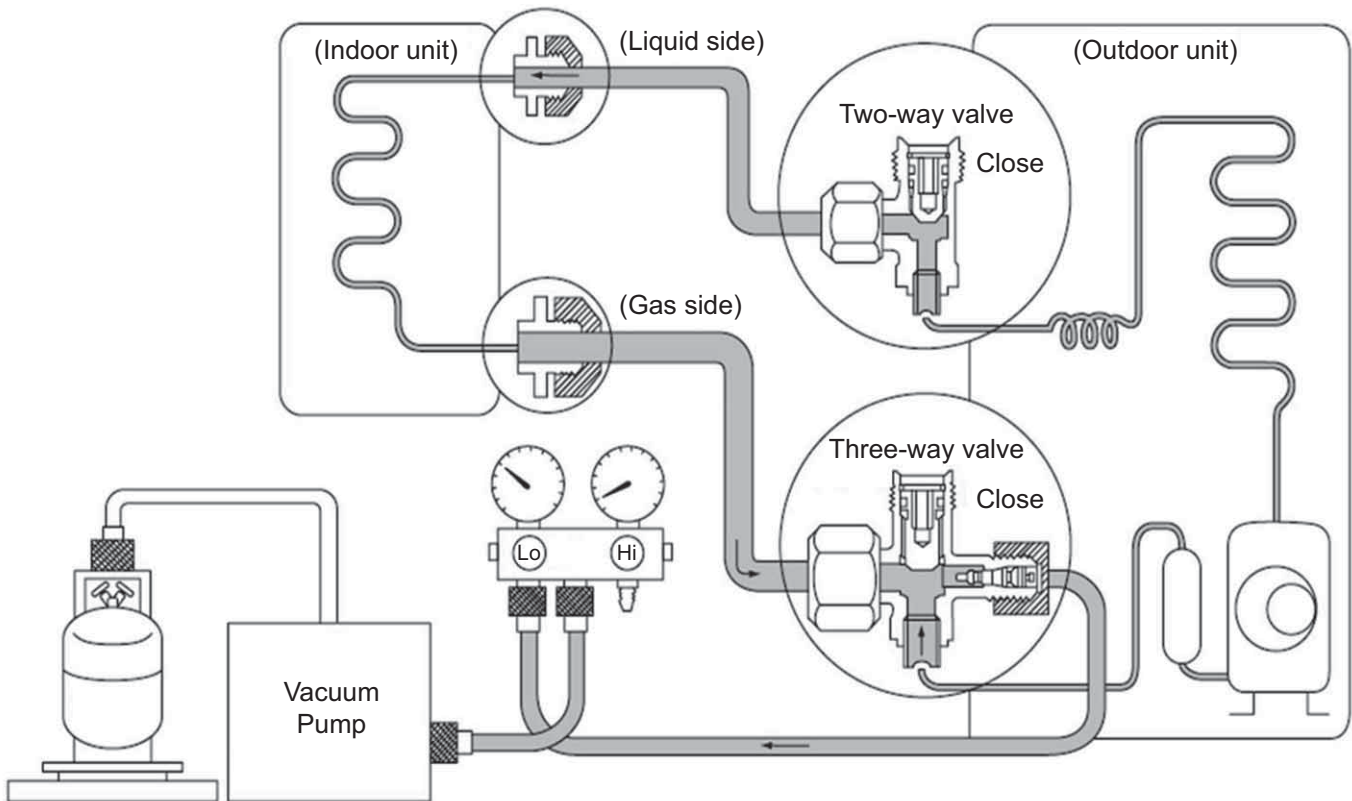 (Indoor unit)
(Liquid side)
(Outdoor unit)
Two-way valve
Close
(Gas side)
Three-way valve
Close
Lo
Hi
Vacuum
Pump